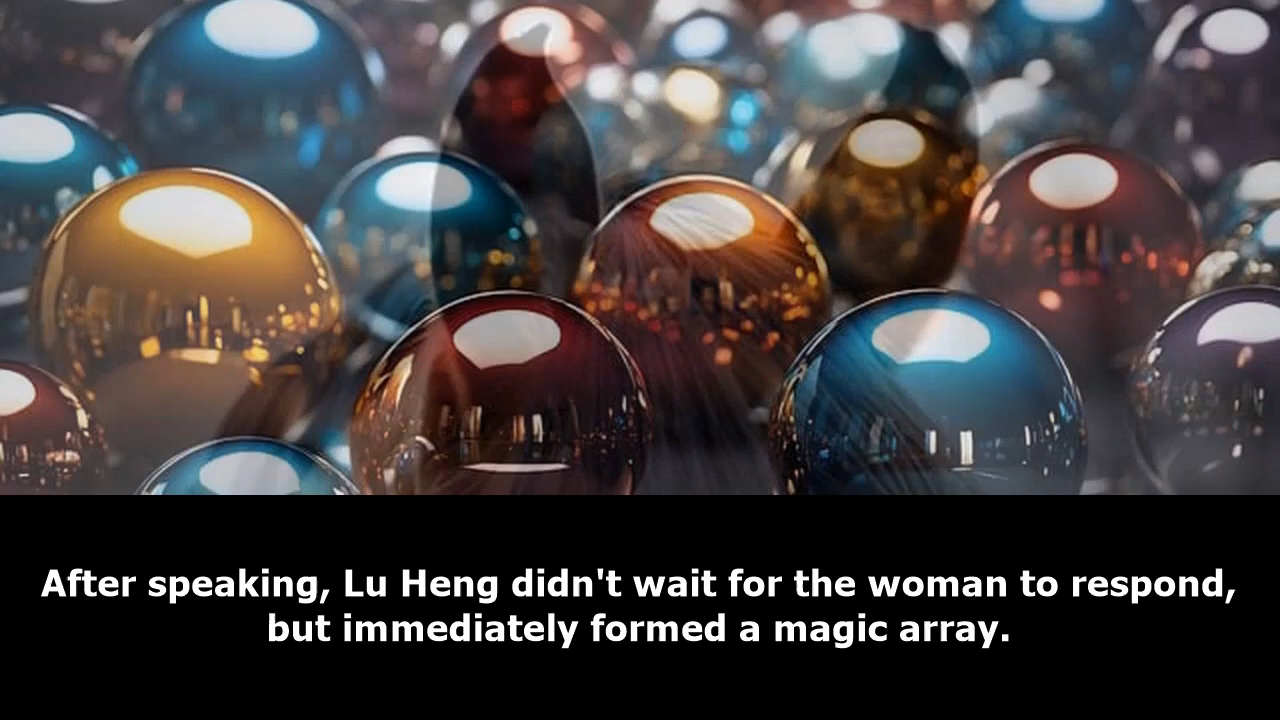 After speaking, Lu Heng didn't wait for the woman to respond,
but immediately formed a magic array.